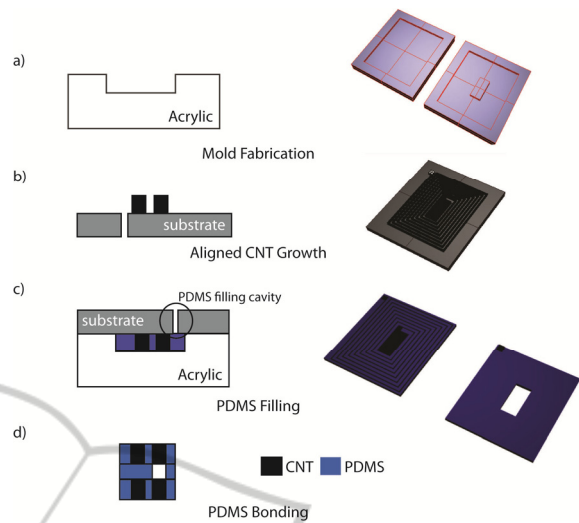 a)
Acrylic
Mold Fabrication
b)
substrate
Aligned CNT Growth
c)
PDMS filling cavity
substrate
Acrylic
PDMS Filling
d)
CNT PDMS
PDMS Bonding